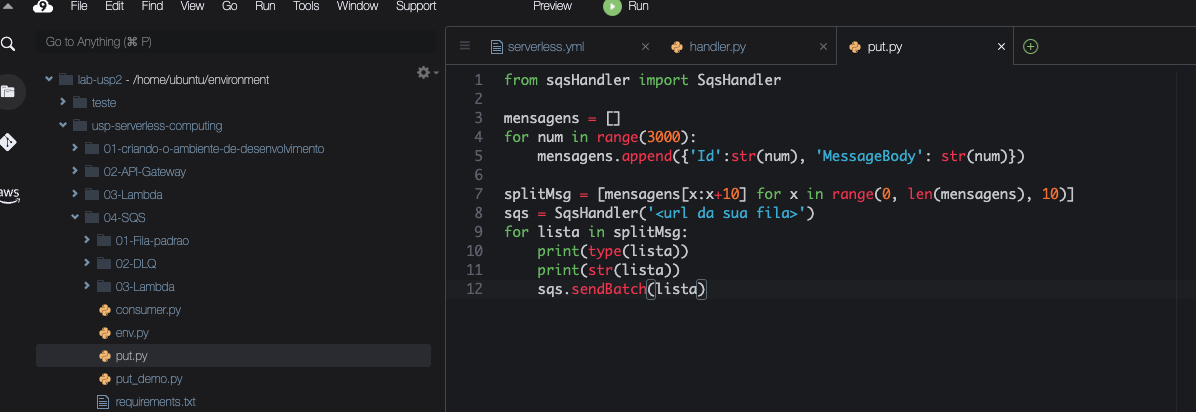 File Edit Find View Go Run Tools Window Support Preview Run
Go to Anything (⌘ P)
serverless.yml × handler.py × put.py ×
lab-usp2 - /home/ubuntu/environment
teste
usp-serverless-computing
01-criando-o-ambiente-de-desenvolvimento
02-API-Gateway
03-Lambda
04-SQS
01-Fila-padrao
02-DLQ
03-Lambda
consumer.py
env.py
put.py
put_demo.py
requirements.txt
aws
1 from sqsHandler import SqsHandler
2
3 mensagens = []
4 for num in range(3000):
5     mensagens.append({'Id':str(num), 'MessageBody': str(num)})
6
7 splitMsg = [mensagens[x:x+10] for x in range(0, len(mensagens), 10)]
8 sqs = SqsHandler('<url da sua fila>')
9 for lista in splitMsg:
10     print(type(lista))
11     print(str(lista))
12     sqs.sendBatch(lista)